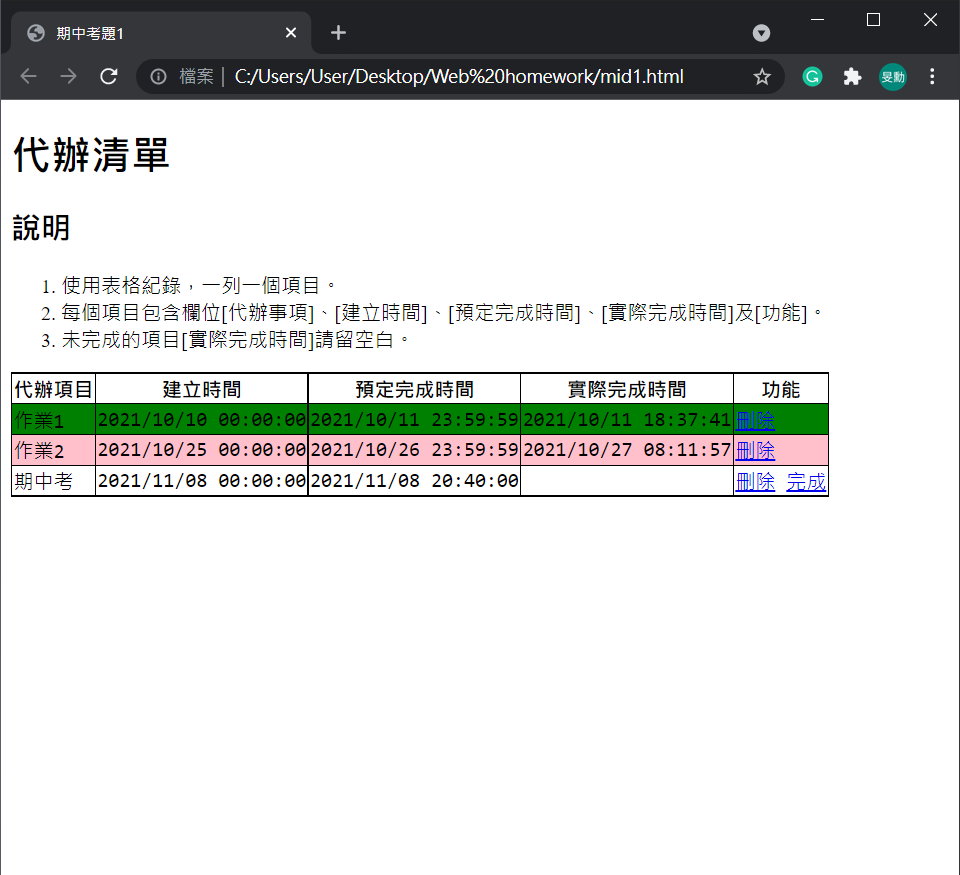 期中考題1
檔案 | C:/Users/User/Desktop/Web%20homework/mid1.html
旻勳
代辦清單
說明
1. 使用表格紀錄，一列一個項目。
2. 每個項目包含欄位[代辦事項]、[建立時間]、[預定完成時間]、[實際完成時間]及[功能]。
3. 未完成的項目[實際完成時間]請留空白。
代辦項目 建立時間 預定完成時間 實際完成時間 功能
作業1 2021/10/10 00:00:00 2021/10/11 23:59:59 2021/10/11 18:37:41 刪除
作業2 2021/10/25 00:00:00 2021/10/26 23:59:59 2021/10/27 08:11:57 刪除
期中考 2021/11/08 00:00:00 2021/11/08 20:40:00 刪除 完成